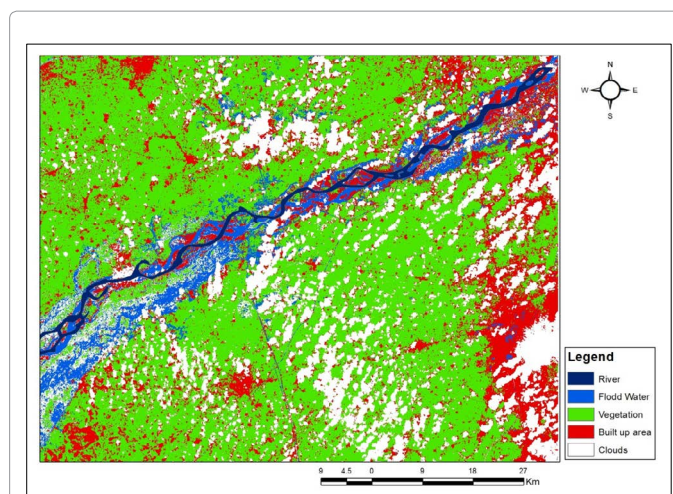 N
W E
S
Legend
River
Flodd Water
Vegetation
Built up area
Clouds
9 4.5 0 9 18 27
Km